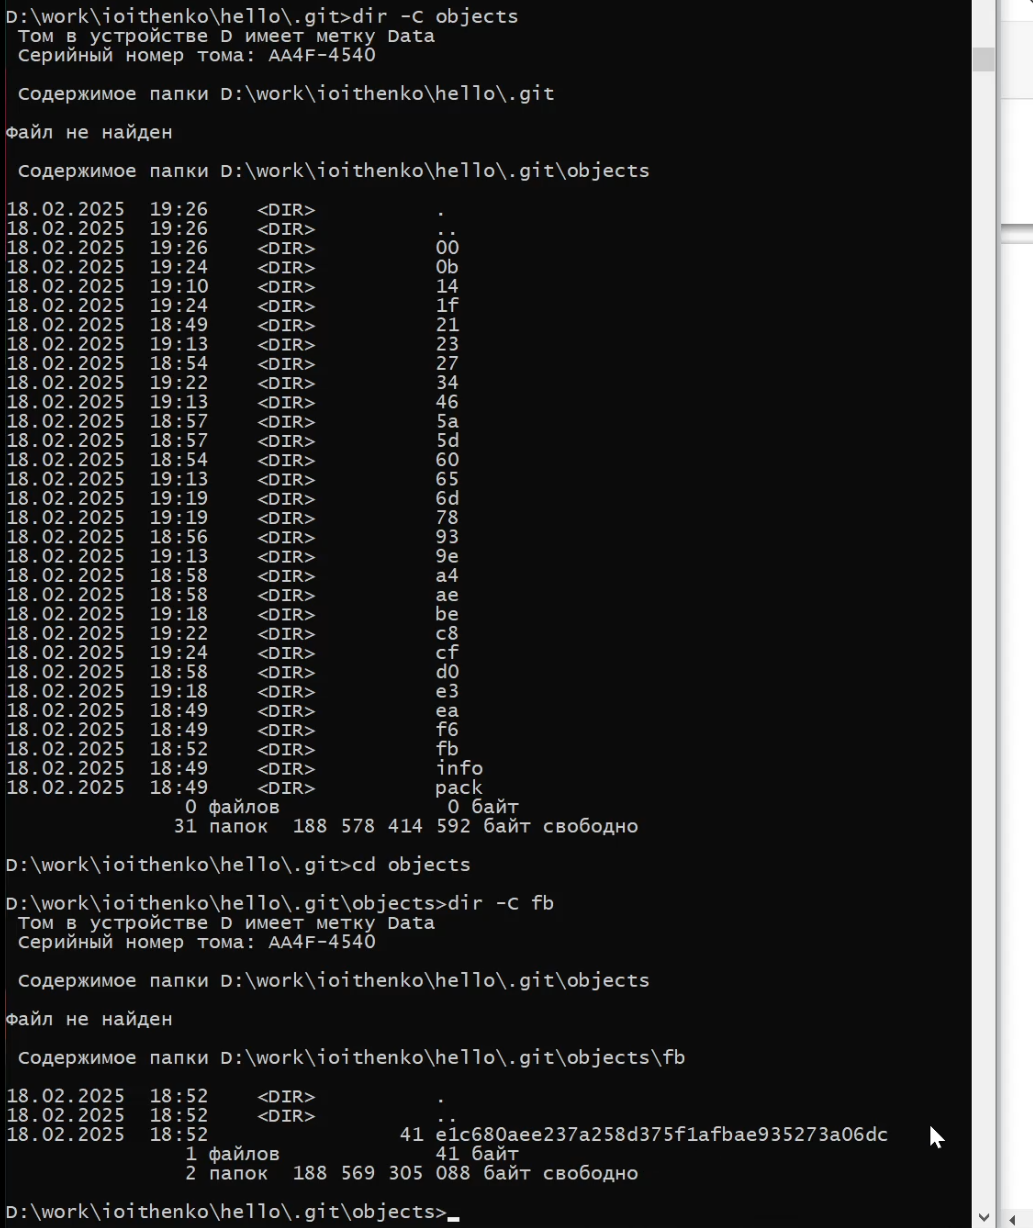 D:\work\ioithenko\hello\.git>dir -C objects
Том в устройстве D имеет метку Data
Серийный номер тома: AA4F-4540
Содержимое папки D:\work\ioithenko\hello\.git
Файл не найден
Содержимое папки D:\work\ioithenko\hello\.git\objects
18.02.2025 19:26 <DIR> .
18.02.2025 19:26 <DIR> ..
18.02.2025 19:26 <DIR> 00
18.02.2025 19:24 <DIR> 0b
18.02.2025 19:10 <DIR> 14
18.02.2025 19:24 <DIR> 1f
18.02.2025 18:49 <DIR> 21
18.02.2025 19:13 <DIR> 23
18.02.2025 18:54 <DIR> 27
18.02.2025 19:22 <DIR> 34
18.02.2025 19:13 <DIR> 46
18.02.2025 18:57 <DIR> 5a
18.02.2025 18:57 <DIR> 5d
18.02.2025 18:54 <DIR> 60
18.02.2025 19:13 <DIR> 65
18.02.2025 19:19 <DIR> 6d
18.02.2025 19:19 <DIR> 78
18.02.2025 18:56 <DIR> 93
18.02.2025 19:13 <DIR> 9e
18.02.2025 18:58 <DIR> a4
18.02.2025 18:58 <DIR> ae
18.02.2025 19:18 <DIR> be
18.02.2025 19:22 <DIR> c8
18.02.2025 19:24 <DIR> cf
18.02.2025 18:58 <DIR> d0
18.02.2025 19:18 <DIR> e3
18.02.2025 18:49 <DIR> ea
18.02.2025 18:49 <DIR> f6
18.02.2025 18:52 <DIR> fb
18.02.2025 18:49 <DIR> info
18.02.2025 18:49 <DIR> pack
0 файлов 0 байт
31 папок 188 578 414 592 байт свободно
D:\work\ioithenko\hello\.git>cd objects
D:\work\ioithenko\hello\.git\objects>dir -C fb
Том в устройстве D имеет метку Data
Серийный номер тома: AA4F-4540
Содержимое папки D:\work\ioithenko\hello\.git\objects
Файл не найден
Содержимое папки D:\work\ioithenko\hello\.git\objects\fb
18.02.2025 18:52 <DIR> .
18.02.2025 18:52 <DIR> ..
18.02.2025 18:52 41 e1c680aee237a258d375f1afbae935273a06dc
1 файлов 41 байт
2 папок 188 569 305 088 байт свободно
D:\work\ioithenko\hello\.git\objects>